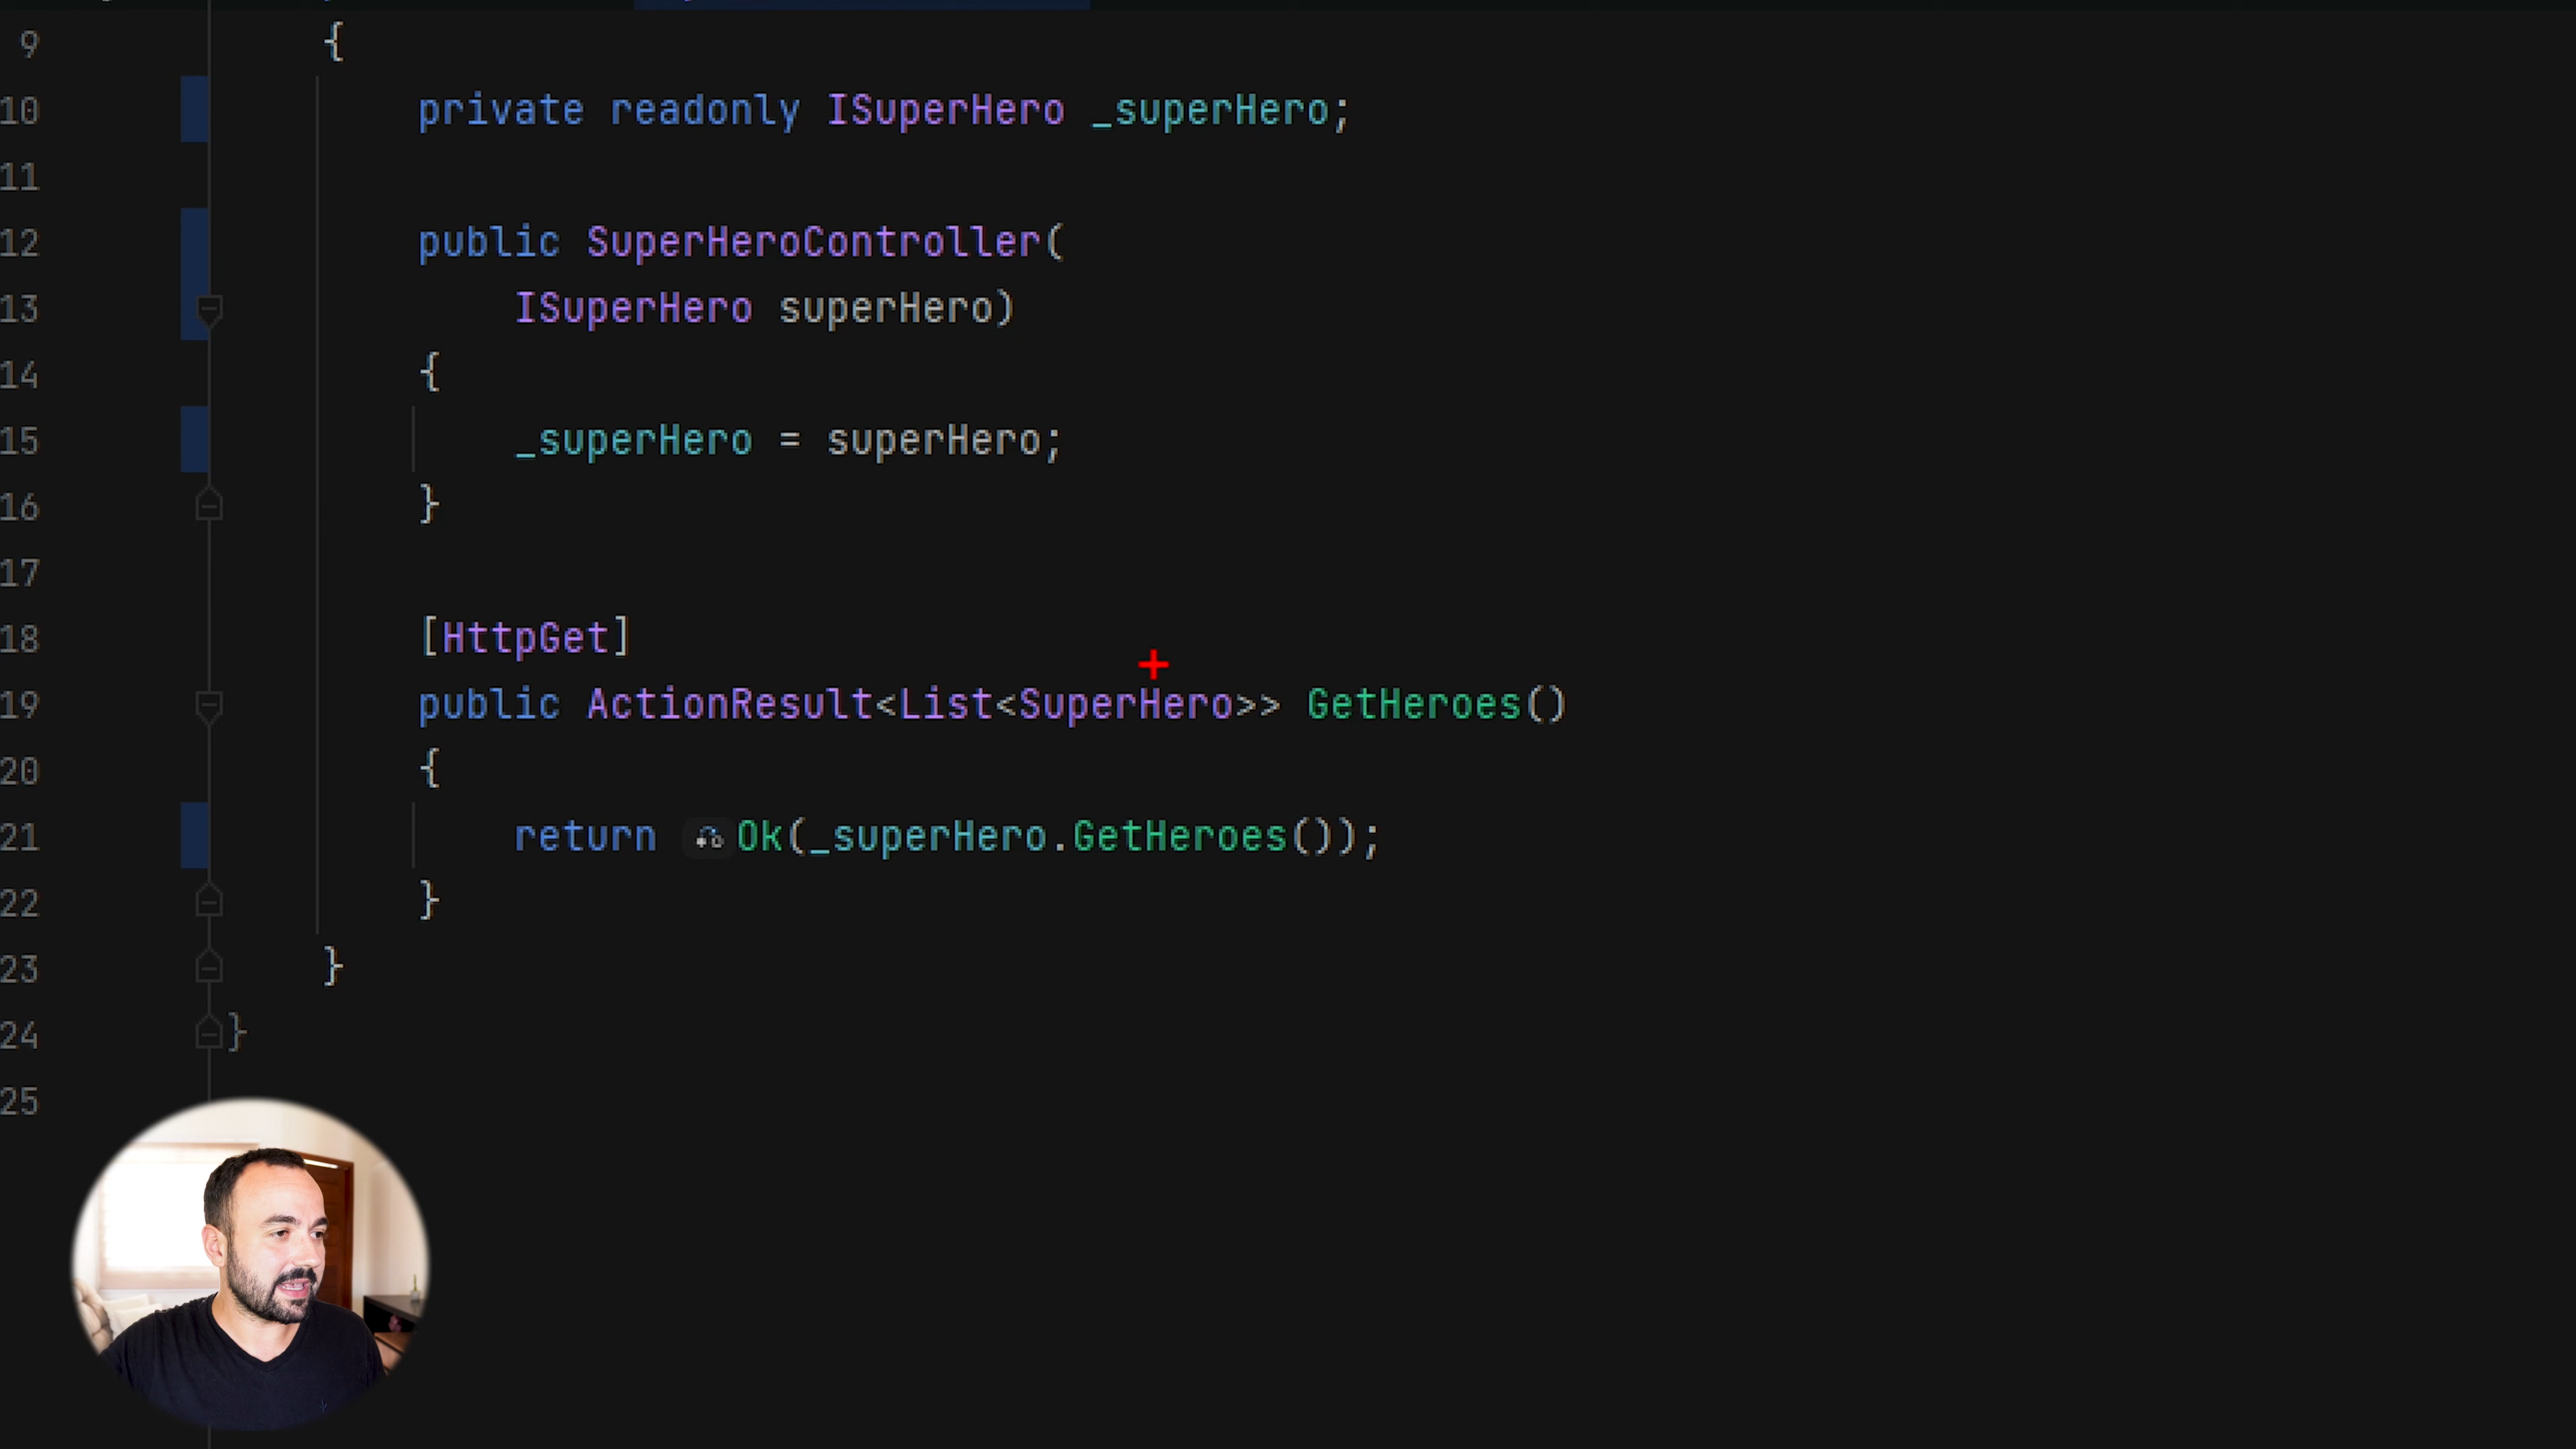 9 {
10 private readonly ISuperHero _superHero;
11
12 public SuperHeroController(
13 ISuperHero superHero)
14 {
15 _superHero = superHero;
16 }
17
18 [HttpGet]
19 public ActionResult<List<SuperHero>> GetHeroes()
20 {
21 return Ok(_superHero.GetHeroes());
22 }
23 }
24 }
25